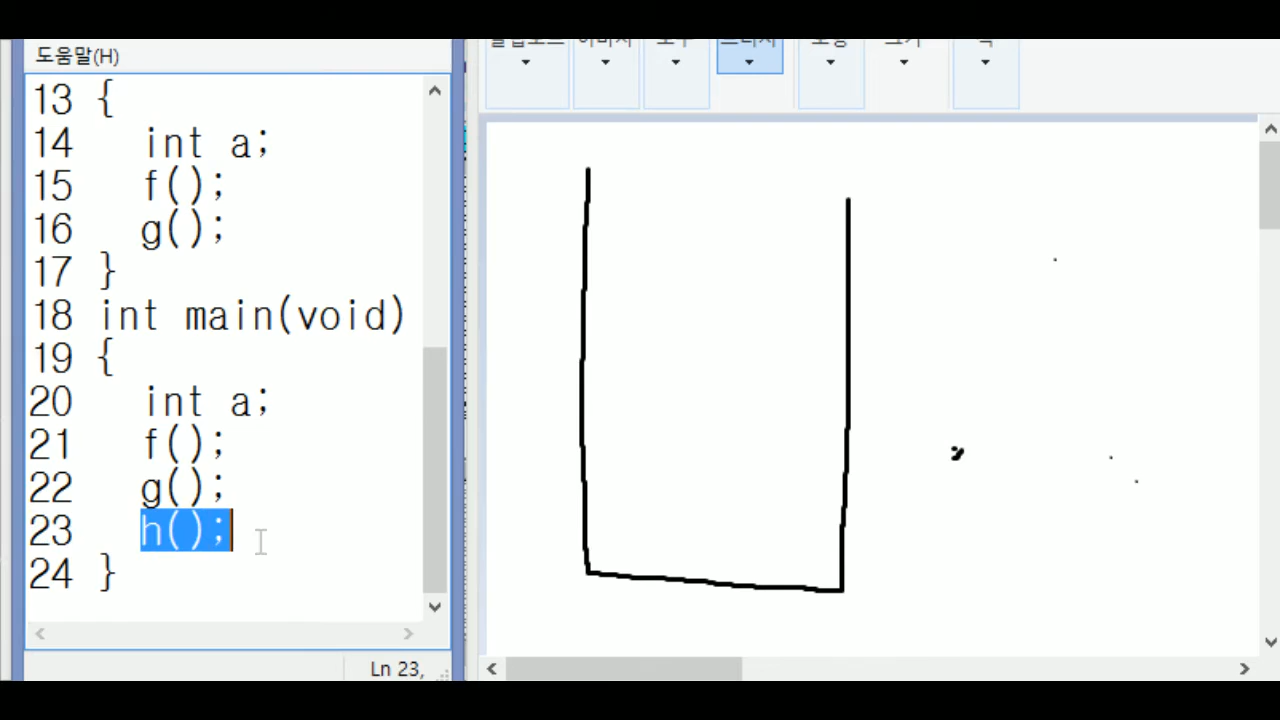 도움말(H)
13 {
14 int a;
15 f();
16 g();
17 }
18 int main(void)
19 {
20 int a;
21 f();
22 g();
23 h();
24 }
Ln 23,